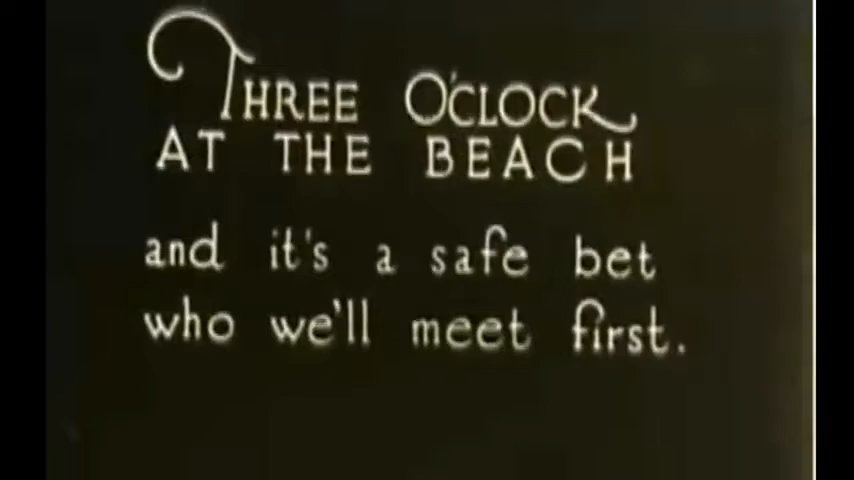 THREE O'CLOCK
AT THE BEACH
and it's a safe bet
who we'll meet first.